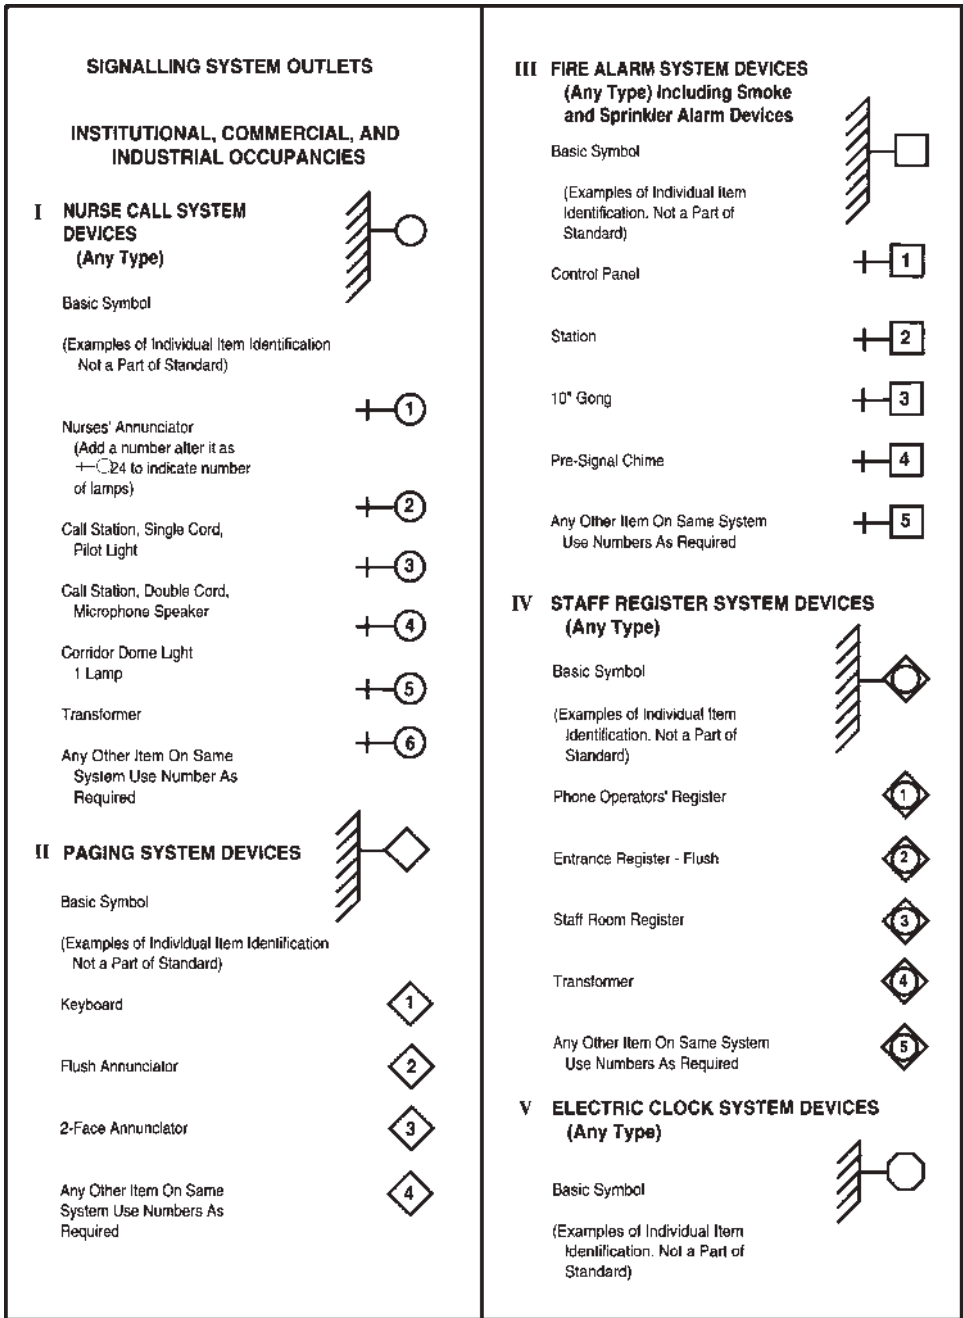 SIGNALLING SYSTEM OUTLETS
INSTITUTIONAL, COMMERCIAL, AND
INDUSTRIAL OCCUPANCIES
I NURSE CALL SYSTEM
DEVICES
(Any Type)
Basic Symbol
(Examples of Individual Item Identification
Not a Part of Standard)
1
Nurses' Annunciator
(Add a number after it as
24 to indicate number
of lamps)
2
Call Station, Single Cord,
Pilot Light
3
Call Station, Double Cord,
Microphone Speaker
4
Corridor Dome Light
1 Lamp
5
Transformer
6
Any Other Item On Same
System Use Number As
Required
II PAGING SYSTEM DEVICES
Basic Symbol
(Examples of Individual Item Identification
Not a Part of Standard)
Keyboard 1
Flush Annunciator 2
2-Face Annunciator 3
Any Other Item On Same 4
System Use Numbers As
Required
III FIRE ALARM SYSTEM DEVICES
(Any Type) Including Smoke
and Sprinkler Alarm Devices
Basic Symbol
(Examples of Individual Item
Identification. Not a Part of
Standard)
Control Panel 1
Station 2
10" Gong 3
Pre-Signal Chime 4
Any Other Item On Same System 5
Use Numbers As Required
IV STAFF REGISTER SYSTEM DEVICES
(Any Type)
Basic Symbol
(Examples of Individual Item
Identification. Not a Part of
Standard)
Phone Operators' Register 1
Entrance Register - Flush 2
Staff Room Register 3
Transformer 4
Any Other Item On Same System 5
Use Numbers As Required
V ELECTRIC CLOCK SYSTEM DEVICES
(Any Type)
Basic Symbol
(Examples of Individual Item
Identification. Not a Part of
Standard)